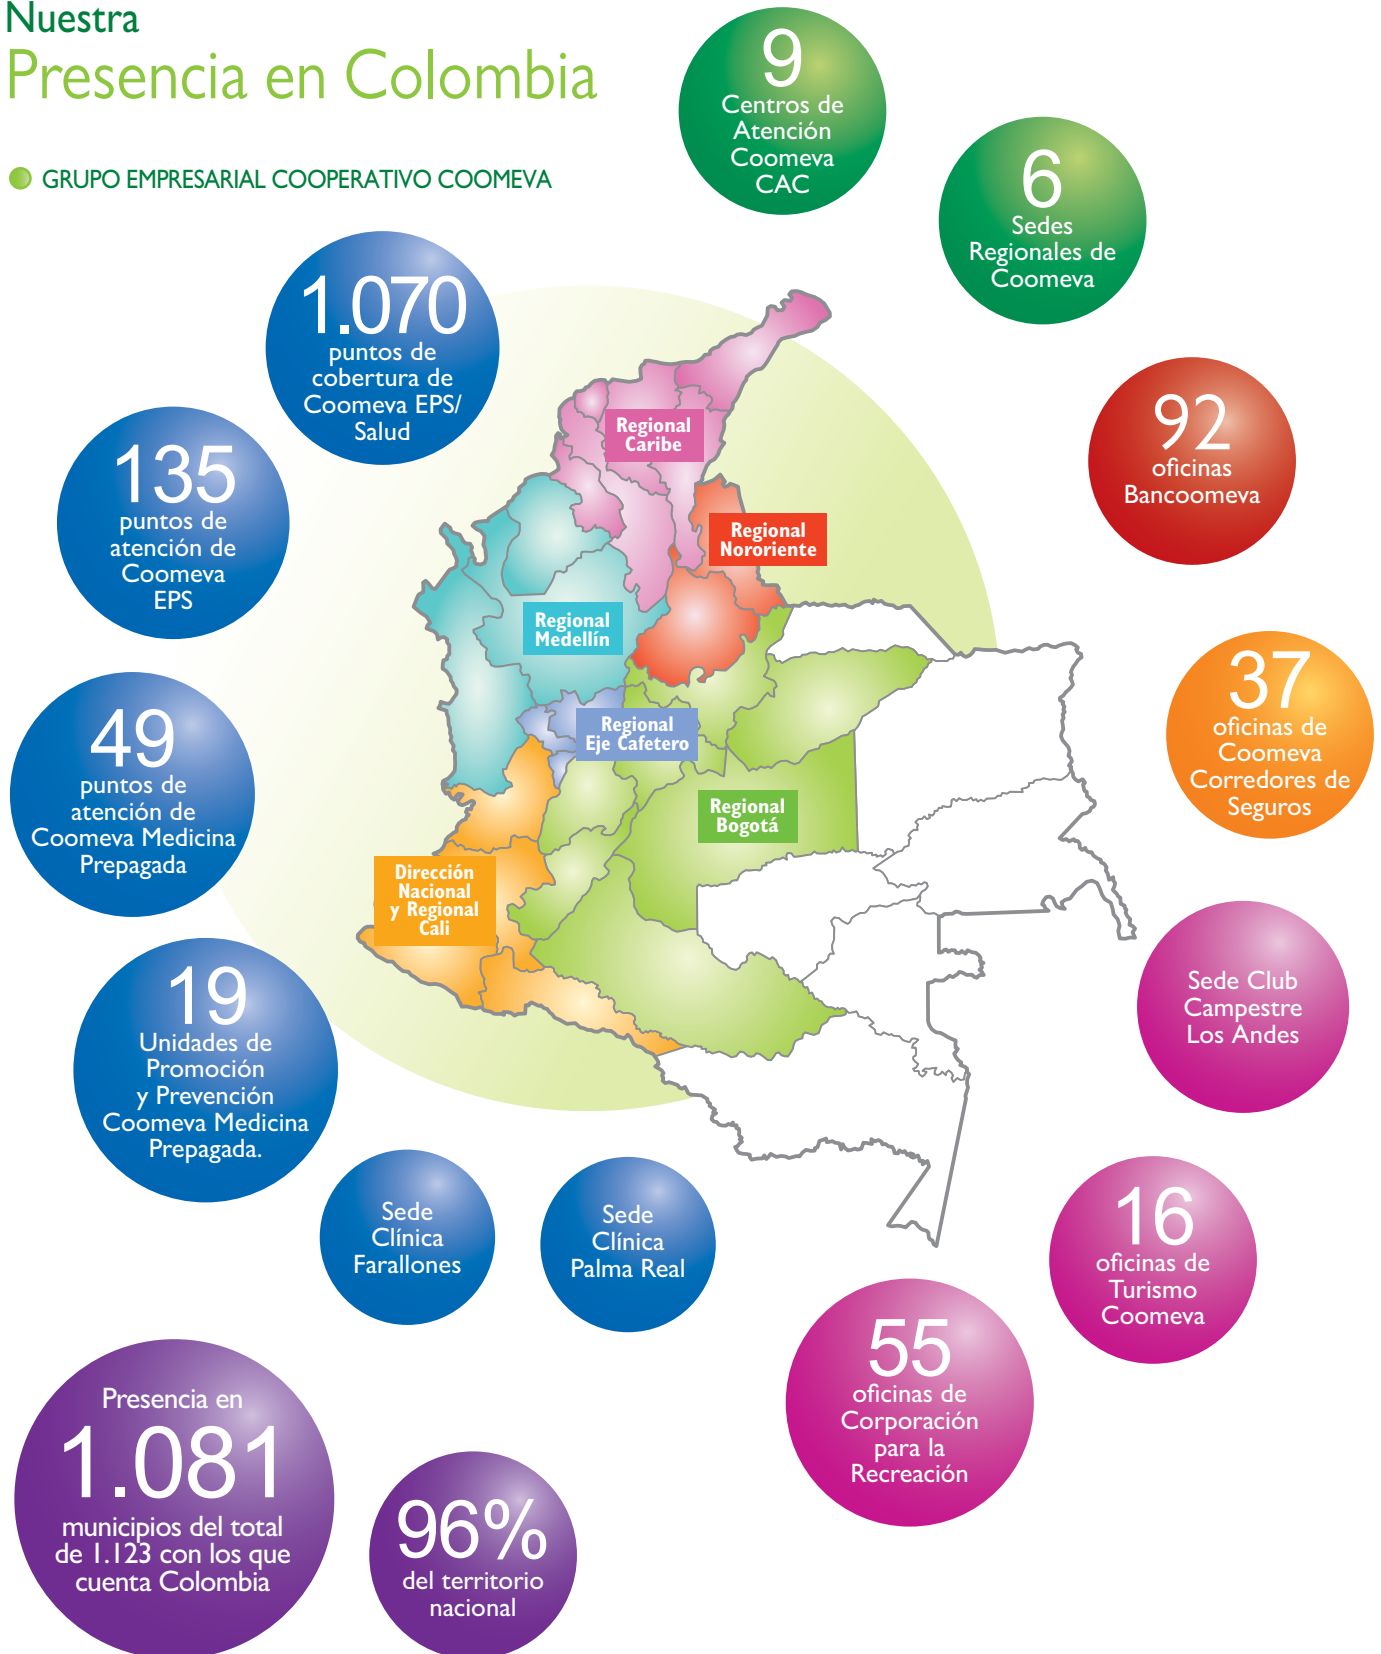 Nuestra
Presencia en Colombia
GRUPO EMPRESARIAL COOPERATIVO COOMEVA
9
Centros de
Atención
Coomeva
CAC
6
Sedes
Regionales de
Coomeva
1.070
puntos de
cobertura de
Coomeva EPS/
Salud
92
oficinas
Bancoomeva
135
puntos de
atención de
Coomeva
EPS
37
oficinas de
Coomeva
Corredores de
Seguros
49
puntos de
atención de
Coomeva Medicina
Prepagada
Regional
Caribe
Regional
Nororiente
Regional
Medellín
Regional
Eje Cafetero
Regional
Bogotá
Dirección
Nacional
y Regional
Cali
19
Unidades de
Promoción
y Prevención
Coomeva Medicina
Prepagada.
Sede Club
Campestre
Los Andes
Sede
Clínica
Farallones
Sede
Clínica
Palma Real
16
oficinas de
Turismo
Coomeva
55
oficinas de
Corporación
para la
Recreación
Presencia en
1.081
municipios del total
de 1.123 con los que
cuenta Colombia
96%
del territorio
nacional